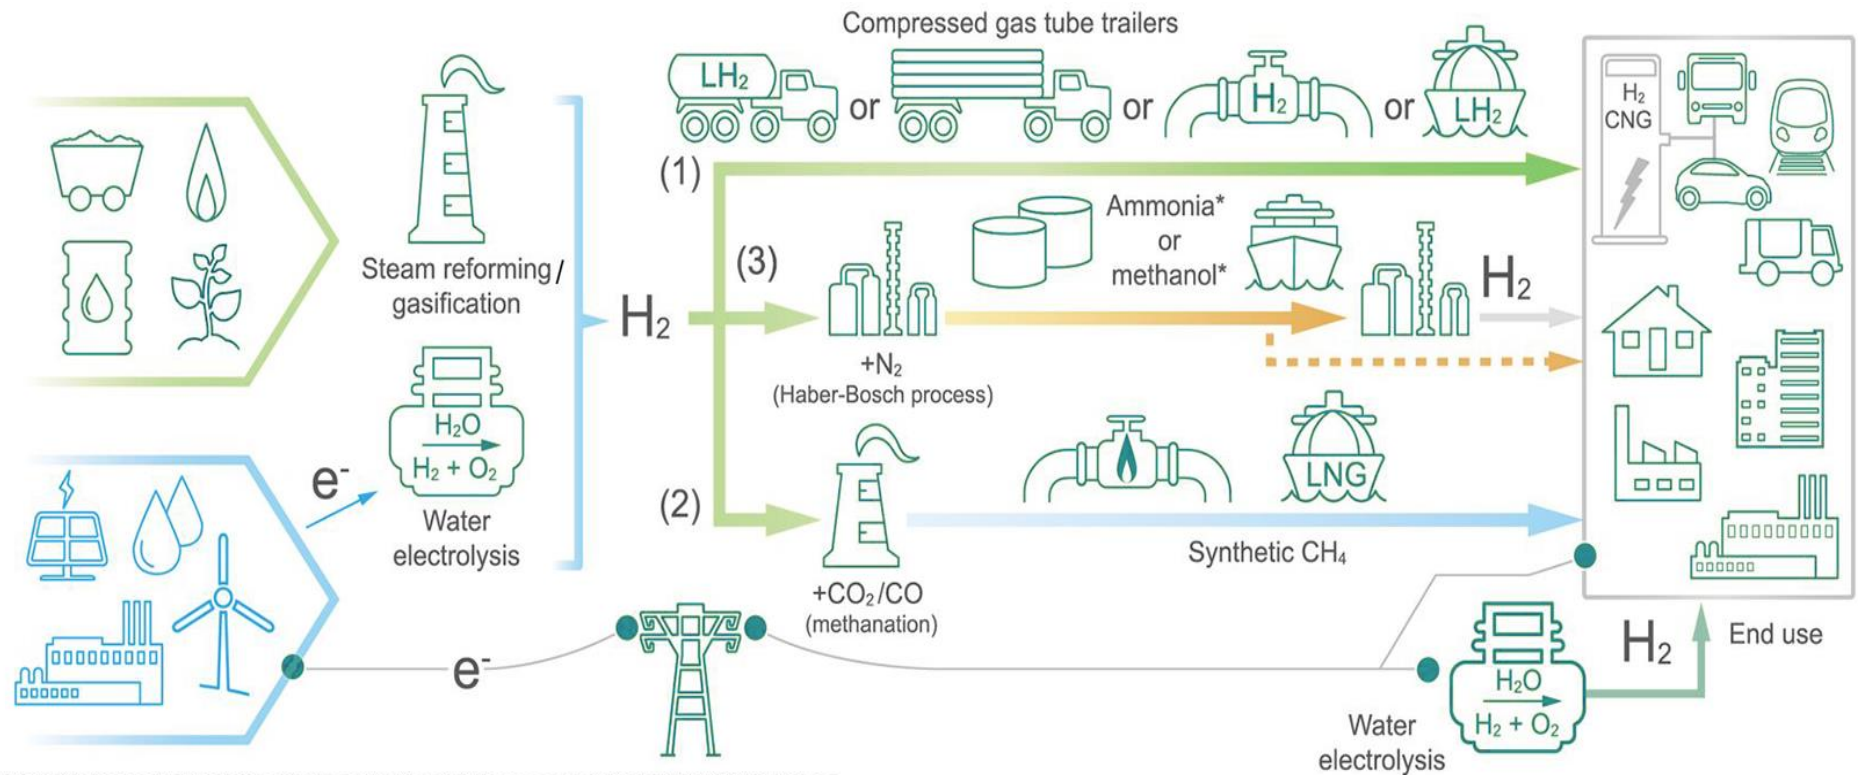 Compressed gas tube trailers
LH₂
or
or
H₂
or
LH₂
H₂
CNG
(1)
Steam reforming/
gasification
H₂
(3)
Ammonia*
or
methanol*
H₂
+N₂
(Haber-Bosch process)
H₂O
H₂ + O₂
Water
electrolysis
e⁻
(2)
LNG
Synthetic CH₄
+CO₂/CO
(methanation)
e⁻
H₂O
H₂ + O₂
Water
electrolysis
H₂
End use